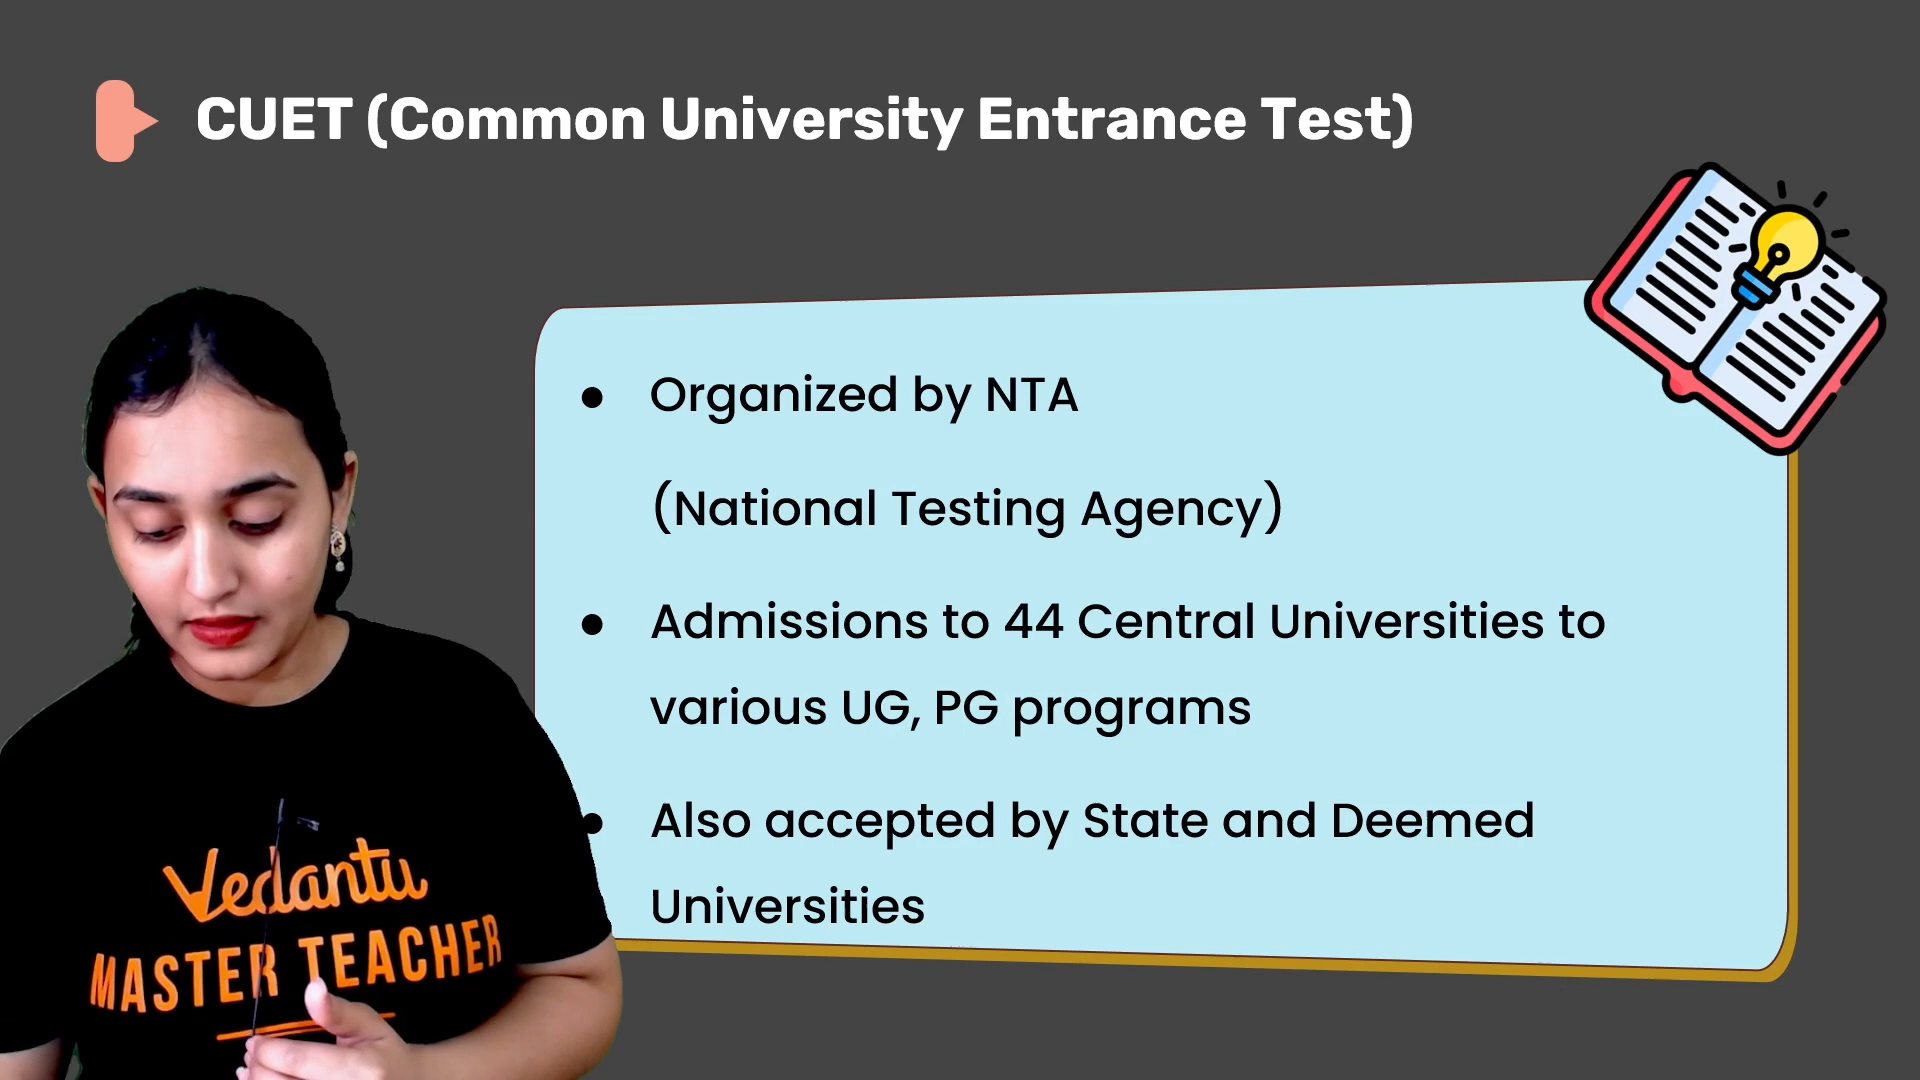 CUET (Common University Entrance Test)
• Organized by NTA
(National Testing Agency)
• Admissions to 44 Central Universities to
various UG, PG programs
• Also accepted by State and Deemed
Universities
Vedantu
MASTER TEACHER